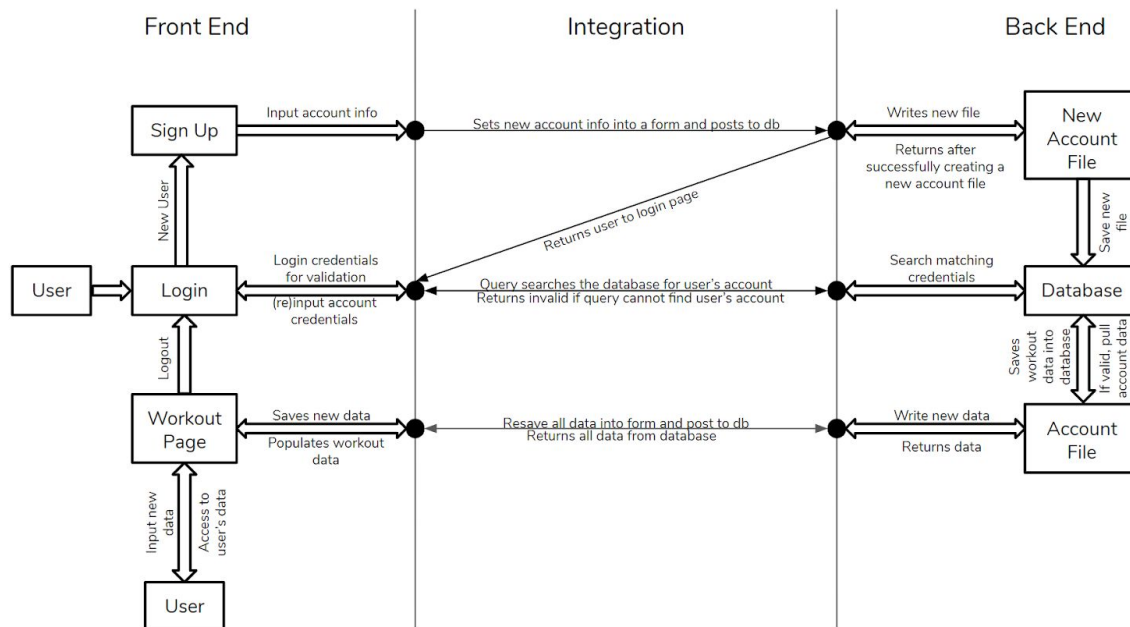 Front End
Integration
Back End
Sign Up
Input account info
Sets new account info into a form and posts to db
Writes new file
Returns after
successfully creating a
new account file
New
Account
File
New User
Returns user to login page
Save new
file
User
Login
Login credentials
for validation
(re)input account
credentials
Query searches the database for user's account
Returns invalid if query cannot find user's account
Search matching
credentials
Database
Logout
Saves
workout
data into
database
If valid, pull
account data
Workout
Page
Saves new data
Populates workout
data
Resave all data into form and post to db
Returns all data from database
Write new data
Returns data
Account
File
Input new
data
Access to
user's data
User